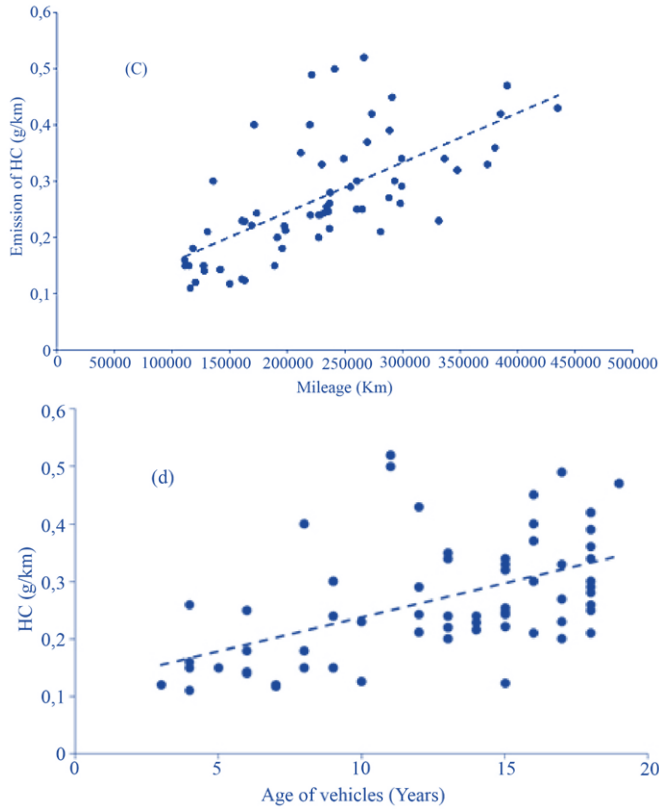 0,6
(C)
0,5
0,4
0,3
0,2
0,1
0
Emission of HC (g/km)
0 50000 100000 150000 200000 250000 300000 350000 400000 450000 500000
Mileage (Km)
0,6
(d)
0,5
0,4
0,3
0,2
0,1
0
HC (g/km)
0 5 10 15 20
Age of vehicles (Years)